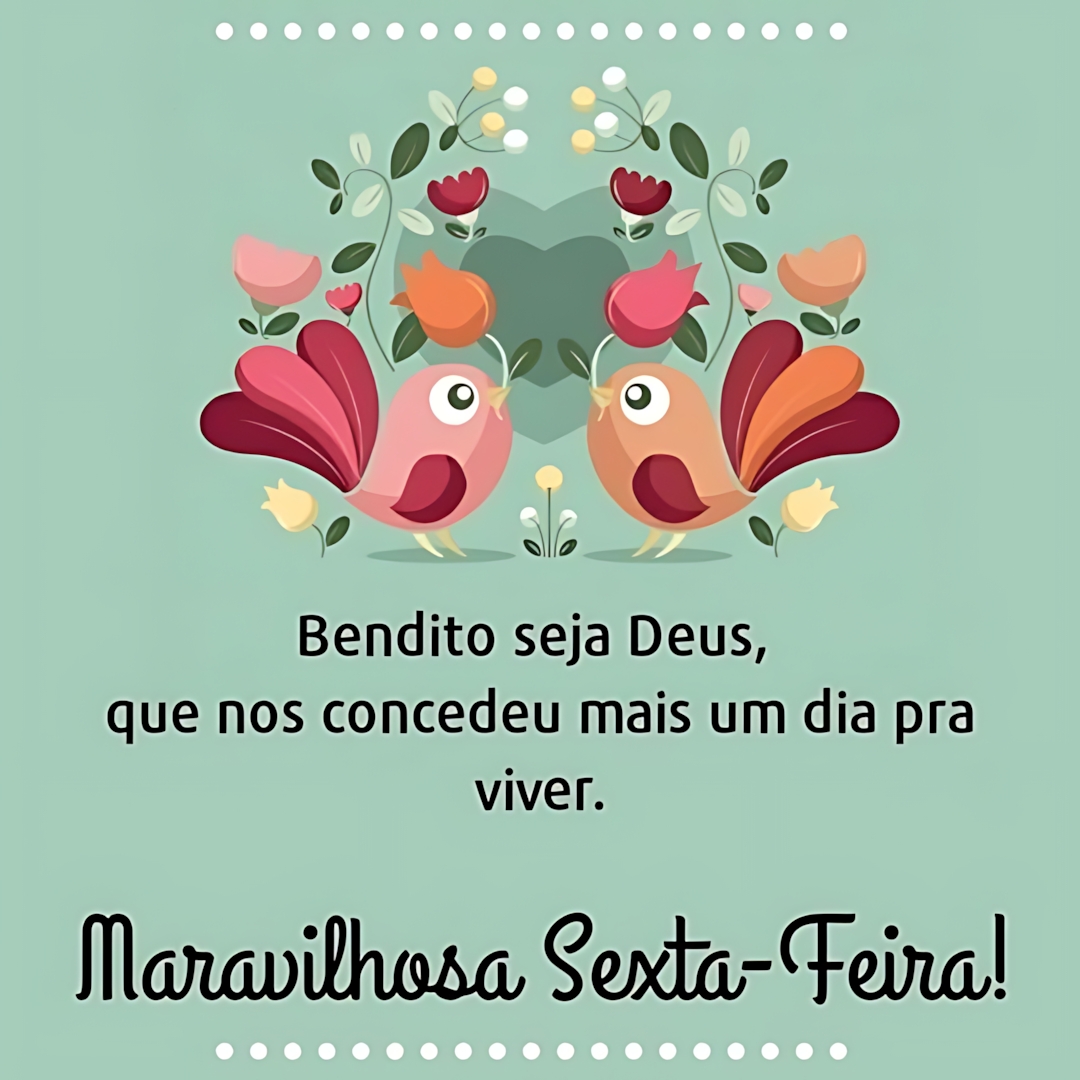 Bendito seja Deus,
que nos concedeu mais um dia pra
viver.
Maravilhosa Sexta-Feira!